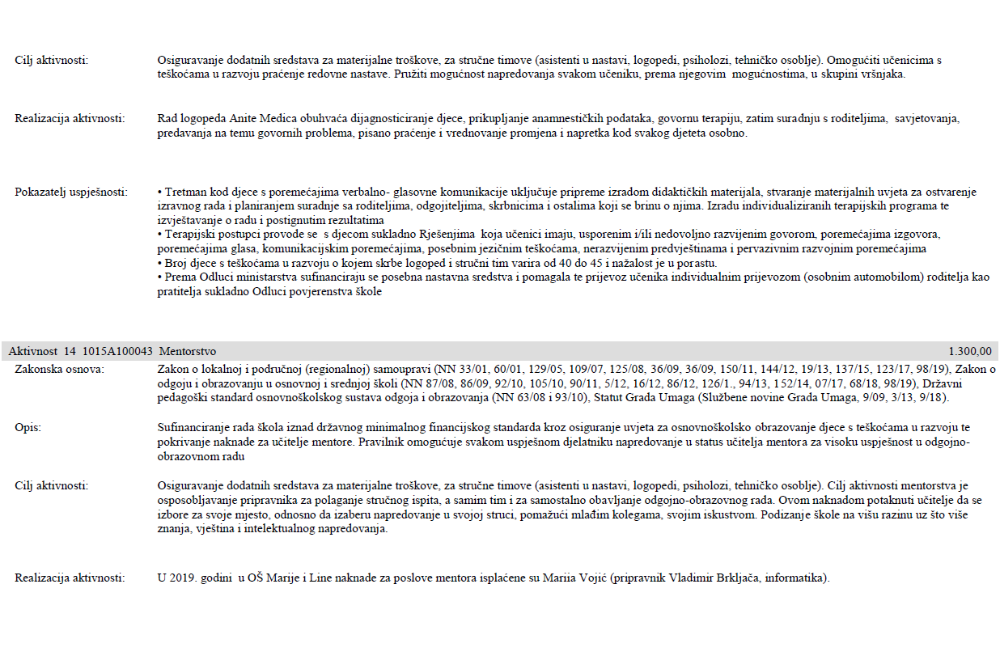 Cilj aktivnosti: Osiguravanje dodatnih sredstava za materijalne troškove, za stručne timove (asistenti u nastavi, logopedi, psiholozi, tehničko osoblje). Omogućiti učenicima s
teškoćama u razvoju praćenje redovne nastave. Pružiti mogućnost napredovanja svakom učeniku, prema njegovim  mogućnostima, u skupini vršnjaka.
Realizacija aktivnosti: Rad logopeda Anite Medica obuhvaća dijagnosticiranje djece, prikupljanje anamnestičkih podataka, govornu terapiju, zatim suradnju s roditeljima,  savjetovanja,
predavanja na temu govornih problema, pisano praćenje i vrednovanje promjena i napretka kod svakog djeteta osobno.
Pokazatelj uspješnosti: • Tretman kod djece s poremećajima verbalno- glasovne komunikacije uključuje pripreme izradom didaktičkih materijala, stvaranje materijalnih uvjeta za ostvarenje
izravnog rada i planiranjem suradnje sa roditeljima, odgojiteljima, skrbnicima i ostalima koji se brinu o njima. Izradu individualiziranih terapijskih programa te
izvještavanje o radu i postignutim rezultatima
• Terapijski postupci provode se  s djecom sukladno Rješenjima  koja učenici imaju, usporenim i/ili nedovoljno razvijenim govorom, poremećajima izgovora,
poremećajima glasa, komunikacijskim poremećajima, posebnim jezičnim teškoćama, nerazvijenim predvještinama i pervazivnim razvojnim poremećajima
• Broj djece s teškoćama u razvoju o kojem skrbe logoped i stručni tim varira od 40 do 45 i nažalost je u porastu.
• Prema Odluci ministarstva sufinanciraju se posebna nastavna sredstva i pomagala te prijevoz učenika individualnim prijevozom (osobnim automobilom) roditelja kao
pratitelja sukladno Odluci povjerenstva škole
Aktivnost  14  1015A100043  Mentorstvo 1.300,00
Zakonska osnova: Zakon o lokalnoj i područnoj (regionalnoj) samoupravi (NN 33/01, 60/01, 129/05, 109/07, 125/08, 36/09, 36/09, 150/11, 144/12, 19/13, 137/15, 123/17, 98/19), Zakon o
odgoju i obrazovanju u osnovnoj i srednjoj školi (NN 87/08, 86/09, 92/10, 105/10, 90/11, 5/12, 16/12, 86/12, 126/1., 94/13, 152/14, 07/17, 68/18, 98/19), Državni
pedagoški standard osnovnoškolskog sustava odgoja i obrazovanja (NN 63/08 i 93/10), Statut Grada Umaga (Službene novine Grada Umaga, 9/09, 3/13, 9/18).
Opis: Sufinanciranje rada škola iznad državnog minimalnog financijskog standarda kroz osiguranje uvjeta za osnovnoškolsko obrazovanje djece s teškoćama u razvoju te
pokrivanje naknade za učitelje mentore. Pravilnik omogućuje svakom uspješnom djelatniku napredovanje u status učitelja mentora za visoku uspješnost u odgojno-
obrazovnom radu
Cilj aktivnosti: Osiguravanje dodatnih sredstava za materijalne troškove, za stručne timove (asistenti u nastavi, logopedi, psiholozi, tehničko osoblje). Cilj aktivnosti mentorstva je
osposobljavanje pripravnika za polaganje stručnog ispita, a samim tim i za samostalno obavljanje odgojno-obrazovnog rada. Ovom naknadom potaknuti učitelje da se
izbore za svoje mjesto, odnosno da izaberu napredovanje u svojoj struci, pomažući mlađim kolegama, svojim iskustvom. Podizanje škole na višu razinu uz što više
znanja, vještina i intelektualnog napredovanja.
Realizacija aktivnosti: U 2019. godini  u OŠ Marije i Line naknade za poslove mentora isplaćene su Mariia Vojić (pripravnik Vladimir Brkljača, informatika).